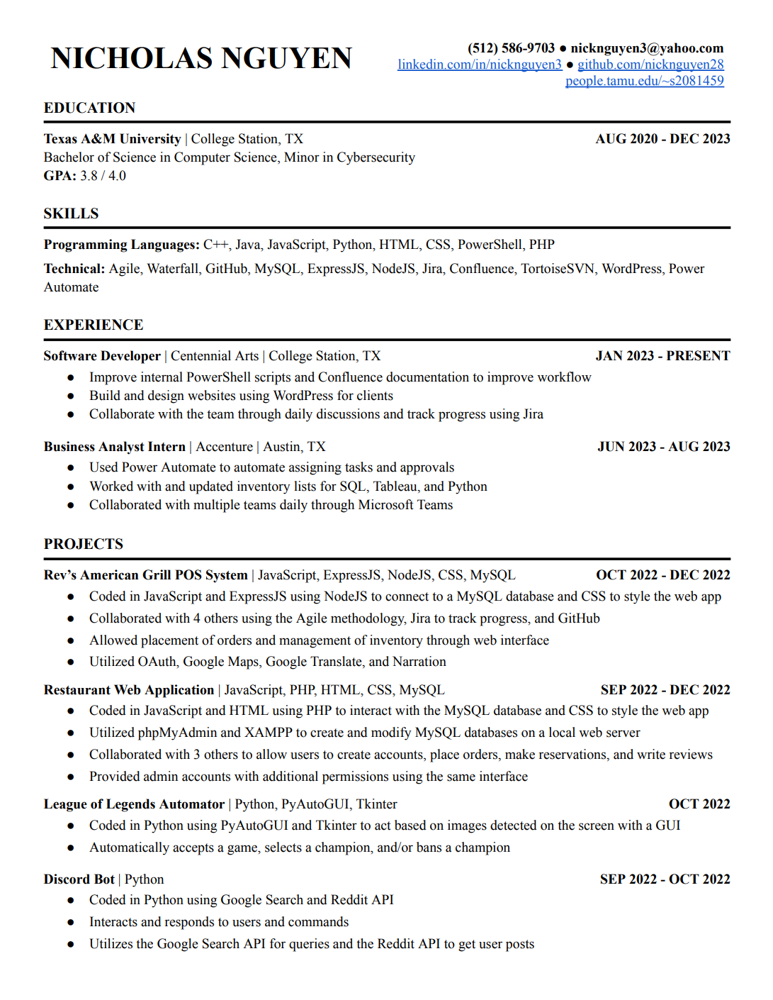 NICHOLAS NGUYEN
(512) 586-9703 ● nicknguyen3@yahoo.com
linkedin.com/in/nicknguyen3 ● github.com/nicknguyen28
people.tamu.edu/~s2081459
EDUCATION
Texas A&M University | College Station, TX AUG 2020 - DEC 2023
Bachelor of Science in Computer Science, Minor in Cybersecurity
GPA: 3.8 / 4.0
SKILLS
Programming Languages: C++, Java, JavaScript, Python, HTML, CSS, PowerShell, PHP
Technical: Agile, Waterfall, GitHub, MySQL, ExpressJS, NodeJS, Jira, Confluence, TortoiseSVN, WordPress, Power
Automate
EXPERIENCE
Software Developer | Centennial Arts | College Station, TX JAN 2023 - PRESENT
● Improve internal PowerShell scripts and Confluence documentation to improve workflow
● Build and design websites using WordPress for clients
● Collaborate with the team through daily discussions and track progress using Jira
Business Analyst Intern | Accenture | Austin, TX JUN 2023 - AUG 2023
● Used Power Automate to automate assigning tasks and approvals
● Worked with and updated inventory lists for SQL, Tableau, and Python
● Collaborated with multiple teams daily through Microsoft Teams
PROJECTS
Rev’s American Grill POS System | JavaScript, ExpressJS, NodeJS, CSS, MySQL OCT 2022 - DEC 2022
● Coded in JavaScript and ExpressJS using NodeJS to connect to a MySQL database and CSS to style the web app
● Collaborated with 4 others using the Agile methodology, Jira to track progress, and GitHub
● Allowed placement of orders and management of inventory through web interface
● Utilized OAuth, Google Maps, Google Translate, and Narration
Restaurant Web Application | JavaScript, PHP, HTML, CSS, MySQL SEP 2022 - DEC 2022
● Coded in JavaScript and HTML using PHP to interact with the MySQL database and CSS to style the web app
● Utilized phpMyAdmin and XAMPP to create and modify MySQL databases on a local web server
● Collaborated with 3 others to allow users to create accounts, place orders, make reservations, and write reviews
● Provided admin accounts with additional permissions using the same interface
League of Legends Automator | Python, PyAutoGUI, Tkinter OCT 2022
● Coded in Python using PyAutoGUI and Tkinter to act based on images detected on the screen with a GUI
● Automatically accepts a game, selects a champion, and/or bans a champion
Discord Bot | Python SEP 2022 - OCT 2022
● Coded in Python using Google Search and Reddit API
● Interacts and responds to users and commands
● Utilizes the Google Search API for queries and the Reddit API to get user posts